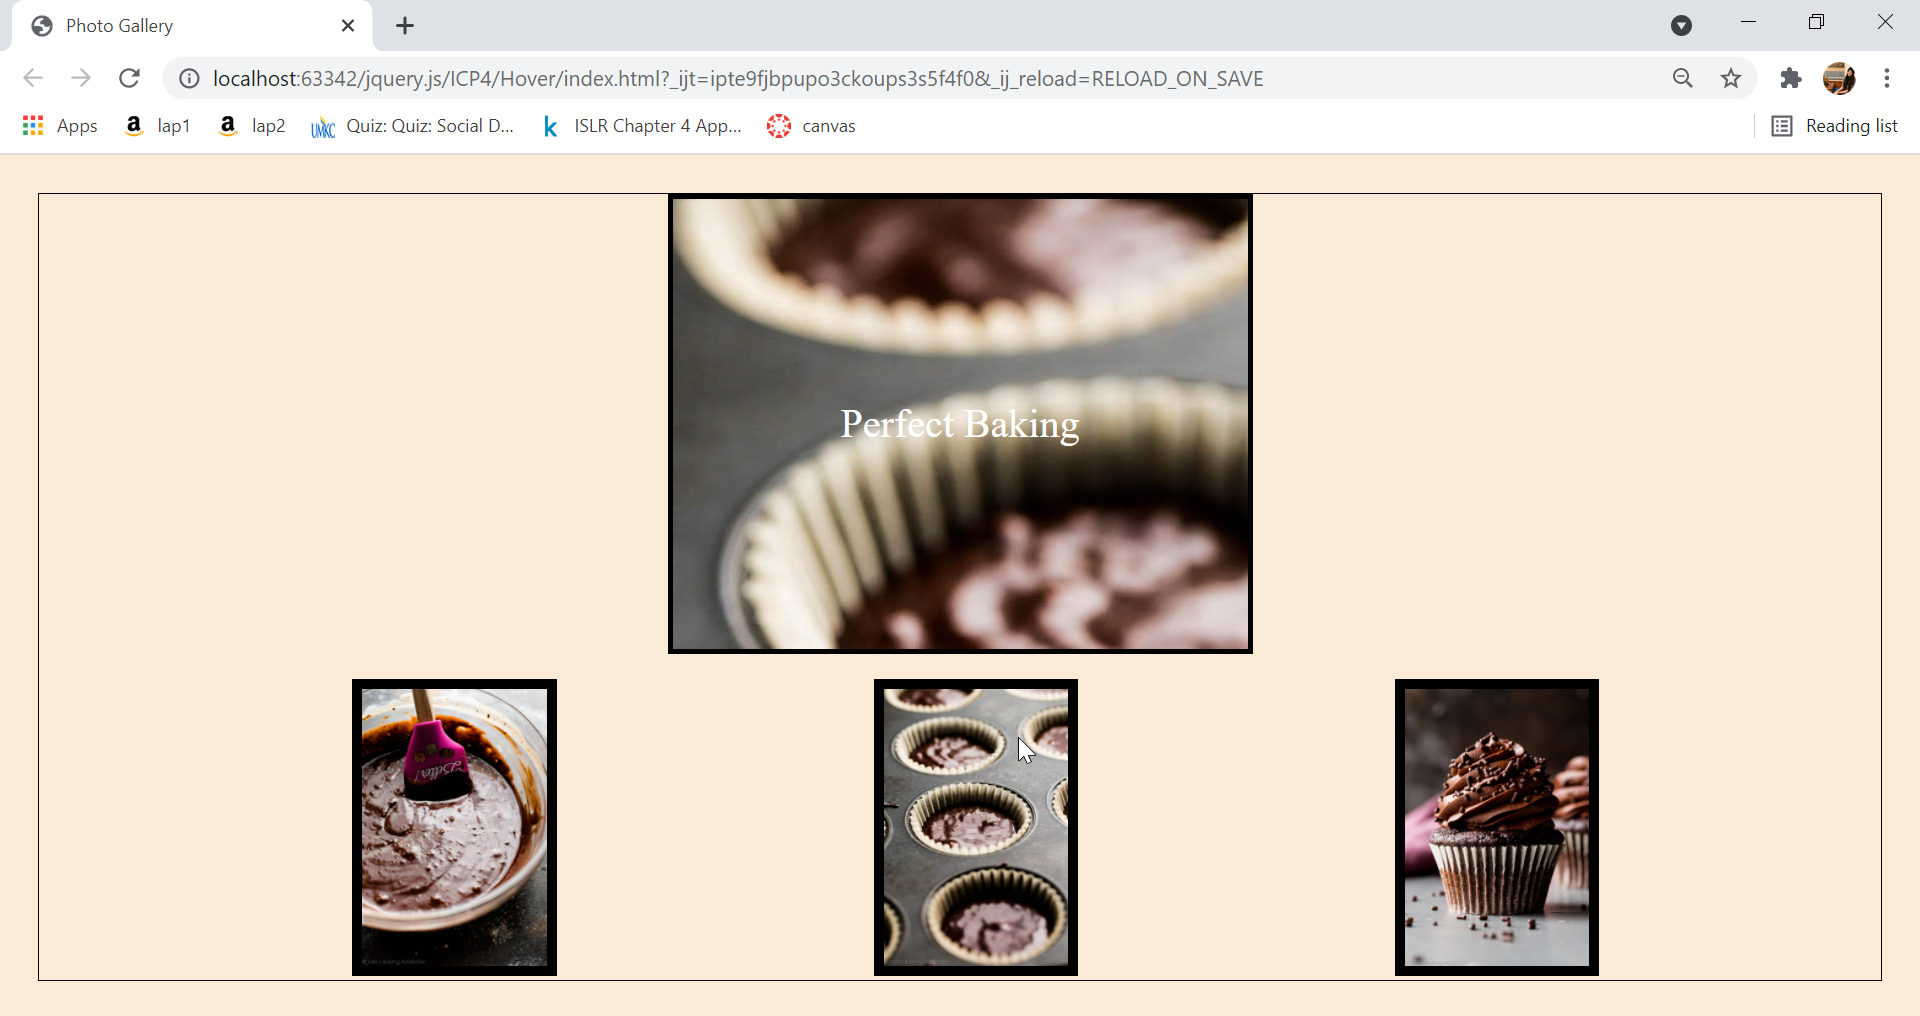 Photo Gallery
localhost:63342/jquery.js/ICP4/Hover/index.html?_ijt=ipte9fjbpupo3ckoups3s5f4f0&_ij_reload=RELOAD_ON_SAVE
Apps a lap1 a lap2 UMKC Quiz: Quiz: Social D... k ISLR Chapter 4 App... canvas Reading list
Perfect Baking